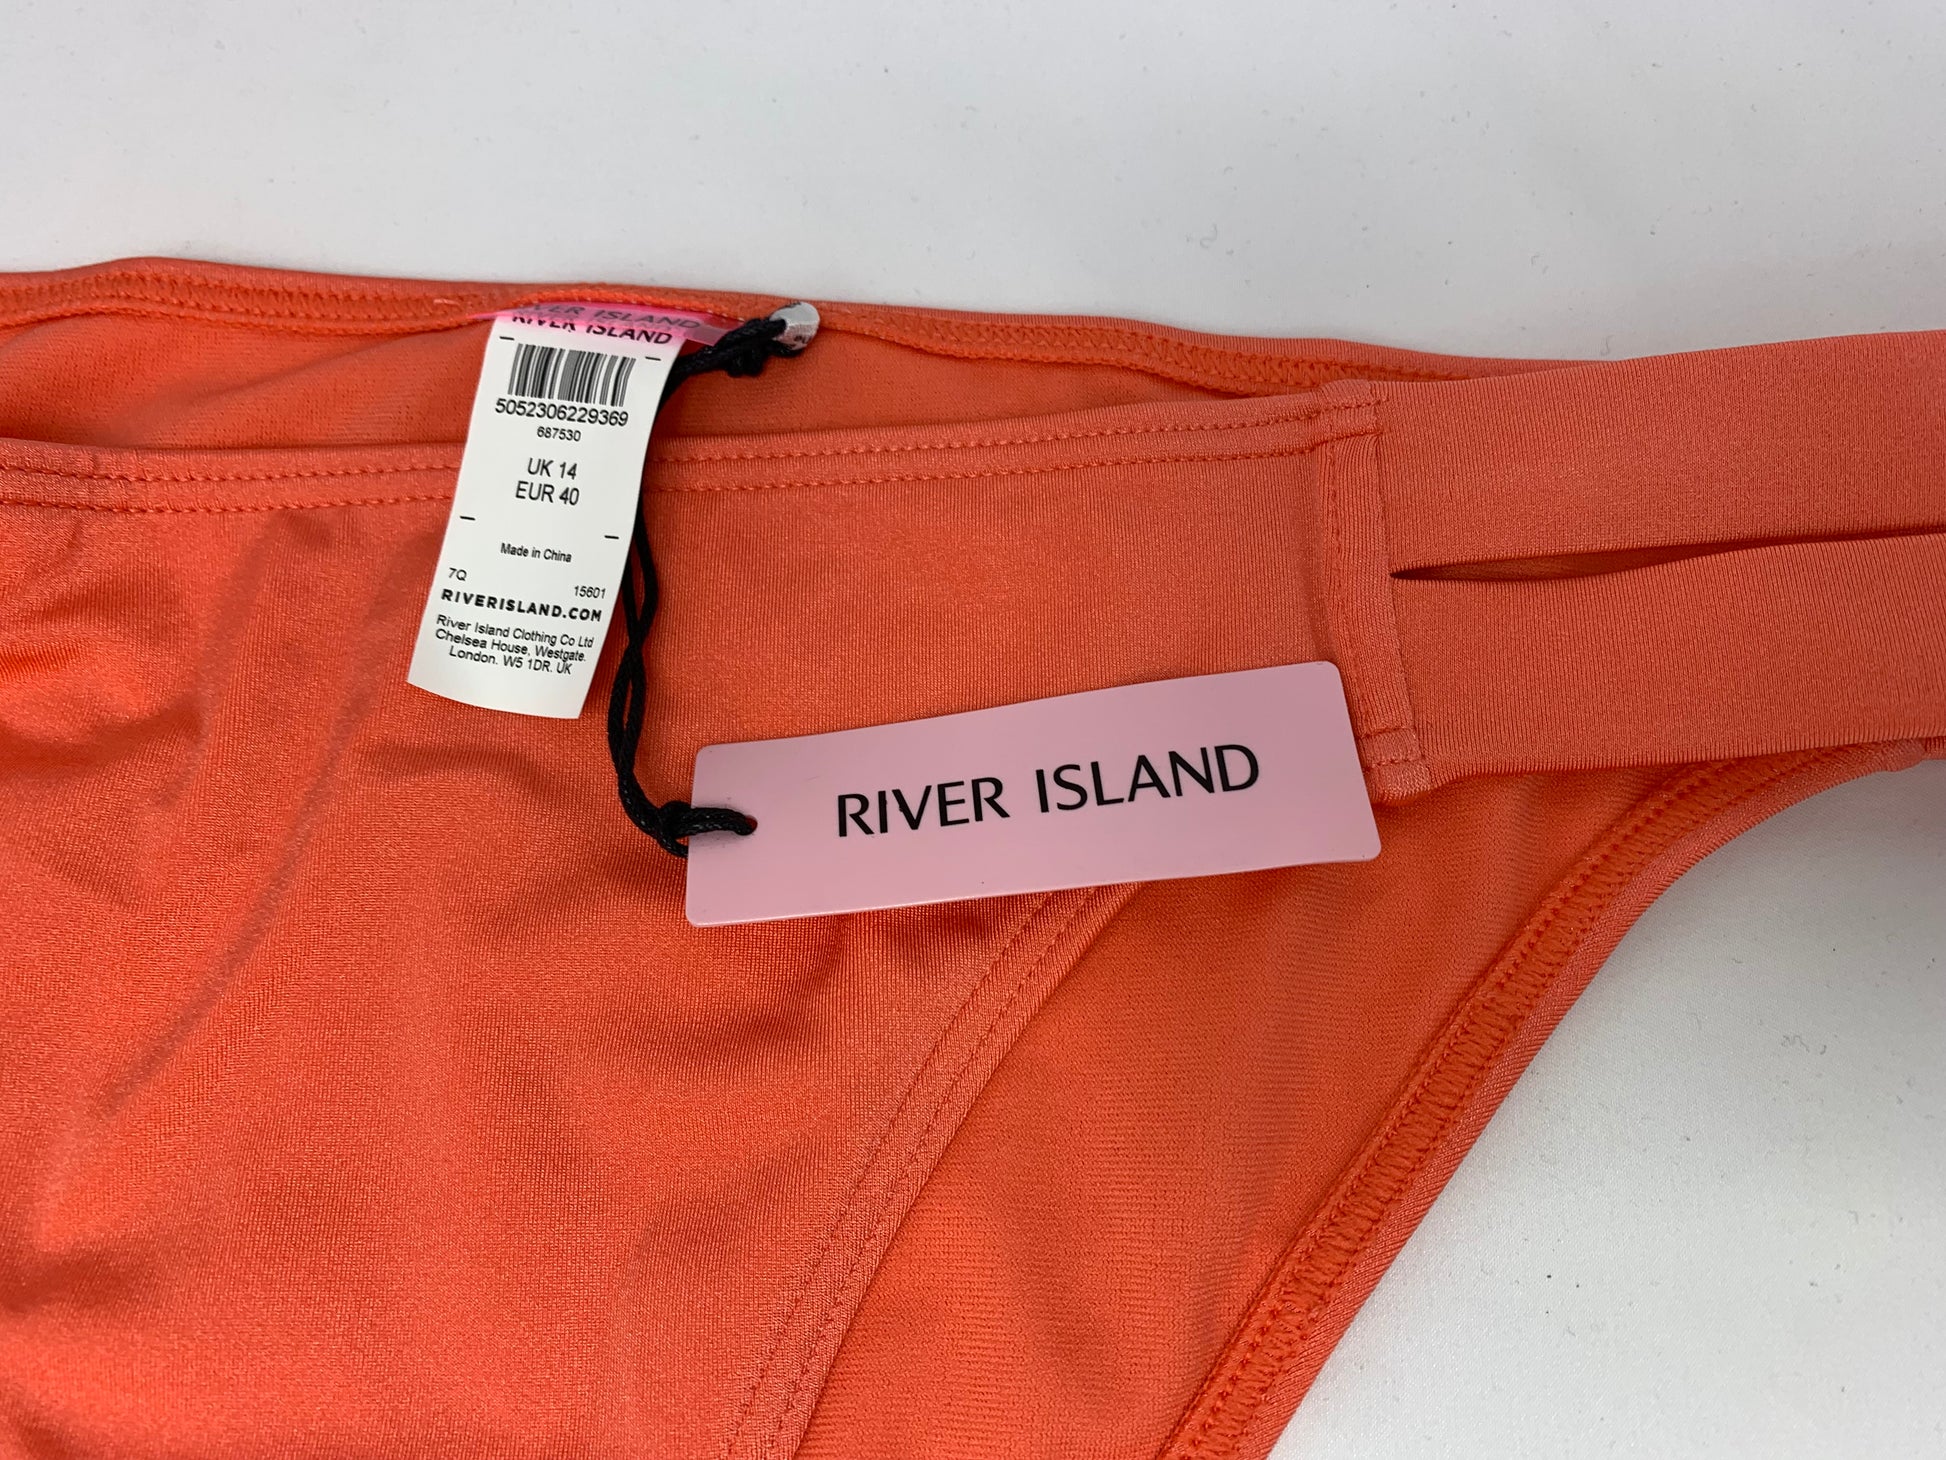 RIVER ISLAND
RIVER ISLAND
5052306229369
687530
UK 14
EUR 40
Made in China
7Q
15601
RIVERISLAND.COM
River Island Clothing Co Ltd
Chelsea House, Westgate.
London. W5 1DR. UK
RIVER ISLAND